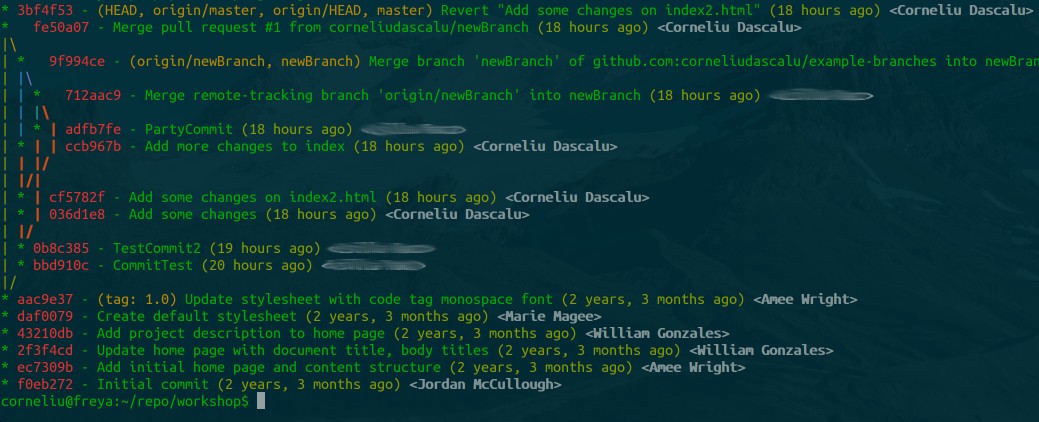 * 3bf4f53 - (HEAD, origin/master, origin/HEAD, master) Revert "Add some changes on index2.html" (18 hours ago) <Corneliu Dascalu>
fe50a07 - Merge pull request #1 from corneliudascalu/newBranch (18 hours ago) <Corneliu Dascalu>
|\
| * 9f994ce - (origin/newBranch, newBranch) Merge branch 'newBranch' of github.com:corneliudascalu/example-branches into newBran
| |\
| | * 712aac9 - Merge remote-tracking branch 'origin/newBranch' into newBranch (18 hours ago)
| | |\
| | * | adfb7fe - PartyCommit (18 hours ago)
| * | | ccb967b - Add more changes to index (18 hours ago) <Corneliu Dascalu>
| | |/
| |/|
| * | cf5782f - Add some changes on index2.html (18 hours ago) <Corneliu Dascalu>
| * | 036d1e8 - Add some changes (18 hours ago) <Corneliu Dascalu>
| |/
| * 0b8c385 - TestCommit2 (19 hours ago)
| * bbd910c - CommitTest (20 hours ago)
|/
* aac9e37 - (tag: 1.0) Update stylesheet with code tag monospace font (2 years, 3 months ago) <Amee Wright>
* daf0079 - Create default stylesheet (2 years, 3 months ago) <Marie Magee>
* 43210db - Add project description to home page (2 years, 3 months ago) <William Gonzales>
* 2f3f4cd - Update home page with document title, body titles (2 years, 3 months ago) <William Gonzales>
* ec7309b - Add initial home page and content structure (2 years, 3 months ago) <Amee Wright>
* f0eb272 - Initial commit (2 years, 3 months ago) <Jordan McCullough>
corneliu@freya:~/repo/workshop$